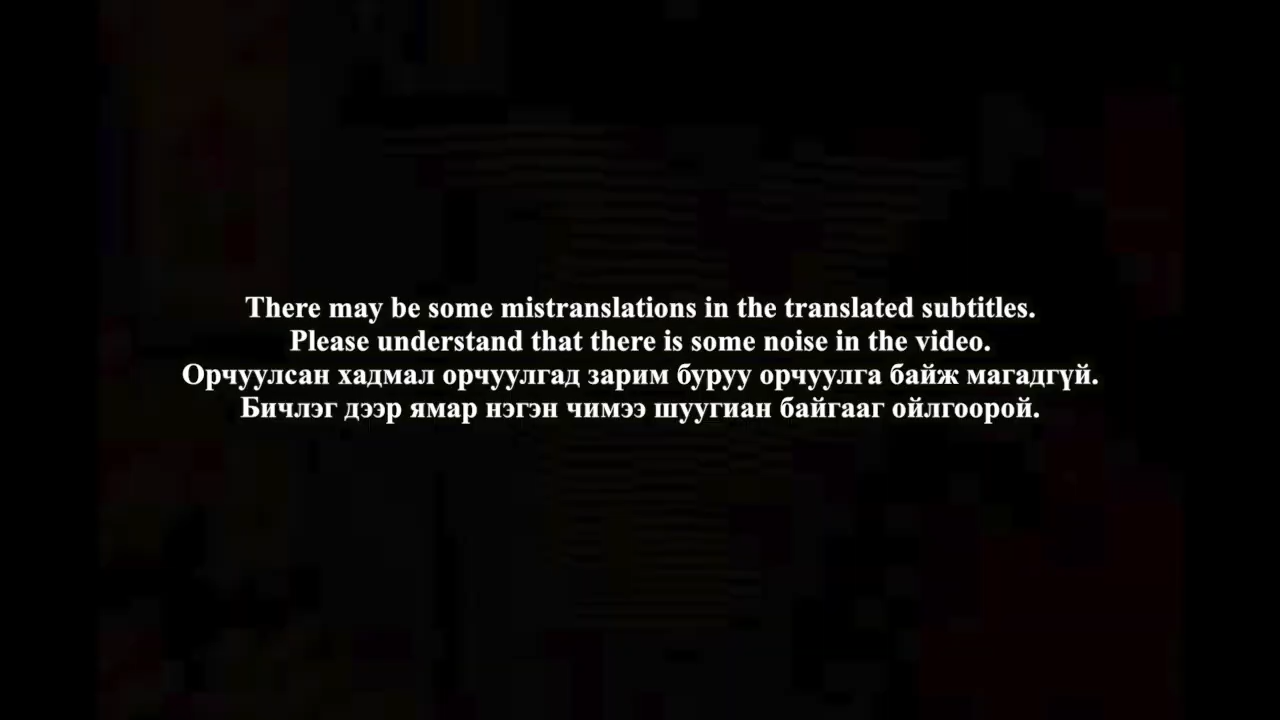 There may be some mistranslations in the translated subtitles.
Please understand that there is some noise in the video.
Орчуулсан хадмал орчуулгад зарим буруу орчуулга байж магадгүй.
Бичлэг дээр ямар нэгэн чимээ шуугиан байгааг ойлгоорой.